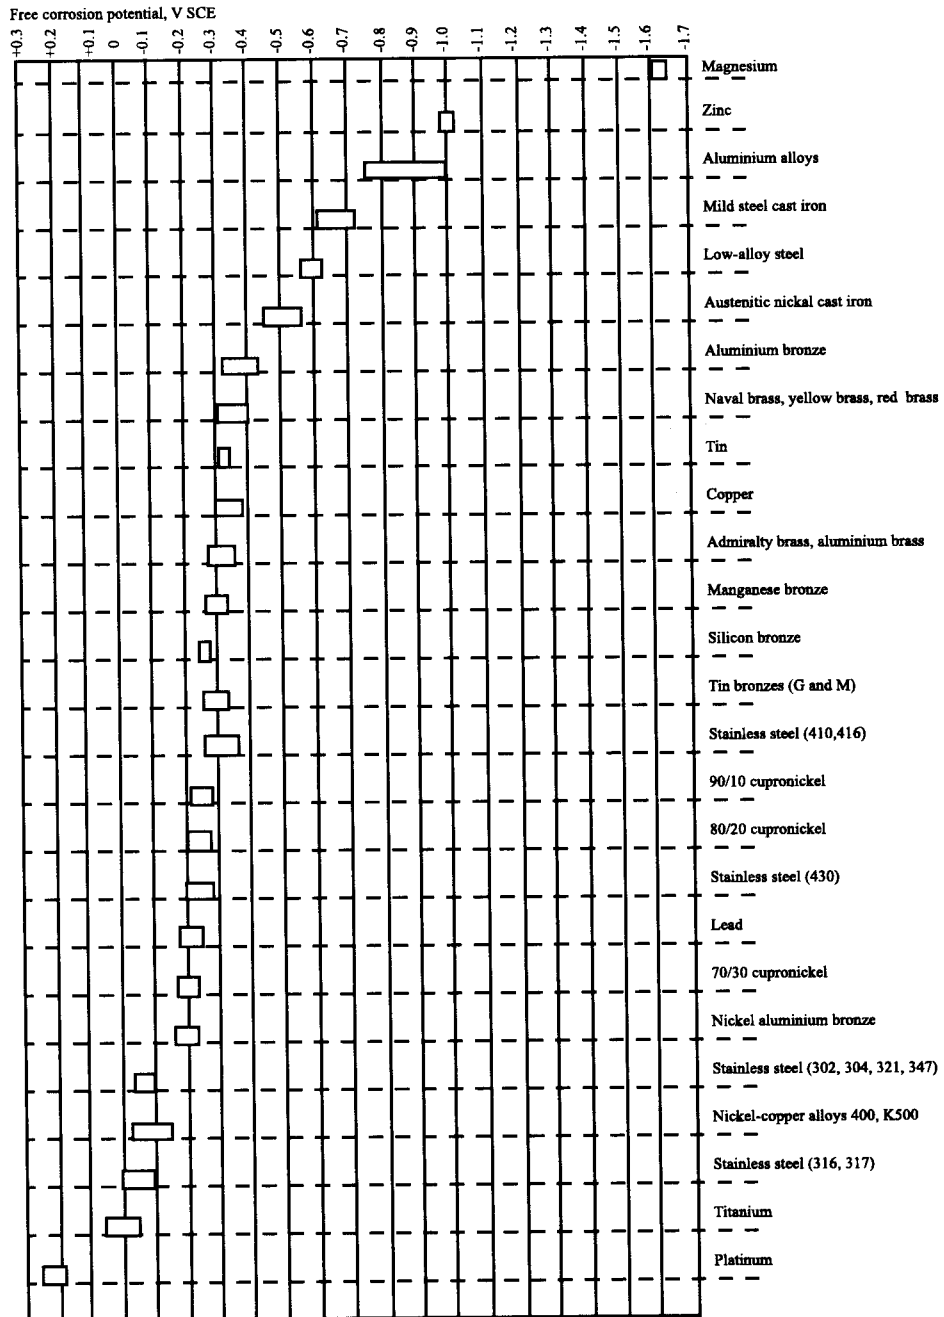 Free corrosion potential, V SCE
+0.3 +0.2 +0.1 0 -0.1 -0.2 -0.3 -0.4 -0.5 -0.6 -0.7 -0.8 -0.9 -1.0 -1.1 -1.2 -1.3 -1.4 -1.5 -1.6 -1.7
Magnesium
Zinc
Aluminium alloys
Mild steel cast iron
Low-alloy steel
Austenitic nickal cast iron
Aluminium bronze
Naval brass, yellow brass, red brass
Tin
Copper
Admiralty brass, aluminium brass
Manganese bronze
Silicon bronze
Tin bronzes (G and M)
Stainless steel (410,416)
90/10 cupronickel
80/20 cupronickel
Stainless steel (430)
Lead
70/30 cupronickel
Nickel aluminium bronze
Stainless steel (302, 304, 321, 347)
Nickel-copper alloys 400, K500
Stainless steel (316, 317)
Titanium
Platinum